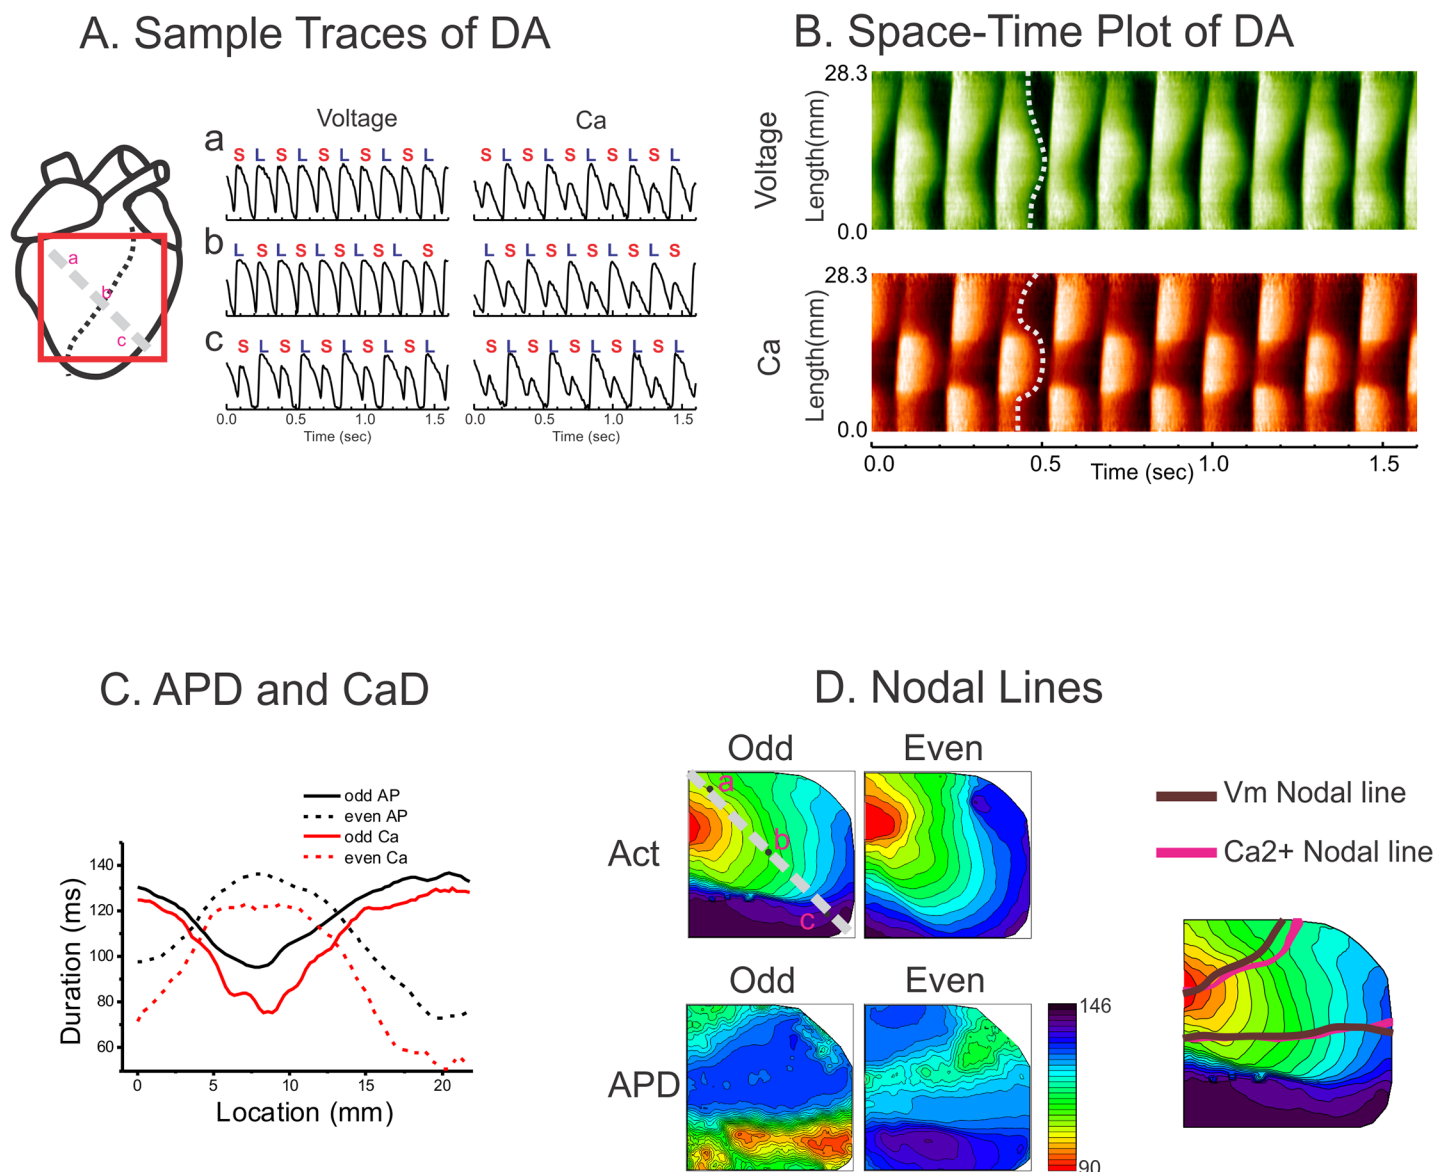 A. Sample Traces of DA
Voltage
Ca
a
S L S L S L S L S L
S L S L S L S L S L
b
L S L S L S L S L S
L S L S L S L S L S
c
S L S L S L S L S L
S L S L S L S L S L
0.0 0.5 1.0 1.5
Time (sec)
0.0 0.5 1.0 1.5
Time (sec)
a
b
c
B. Space-Time Plot of DA
Voltage
Length(mm)
28.3
0.0
Ca
Length(mm)
28.3
0.0
0.0 0.5 1.0 1.5
Time (sec)
C. APD and CaD
odd AP
even AP
odd Ca
even Ca
Duration (ms)
140
120
100
80
60
0 5 10 15 20
Location (mm)
D. Nodal Lines
Odd Even
Act
a
b
c
Odd Even
APD
146
90
Vm Nodal line
Ca2+ Nodal line